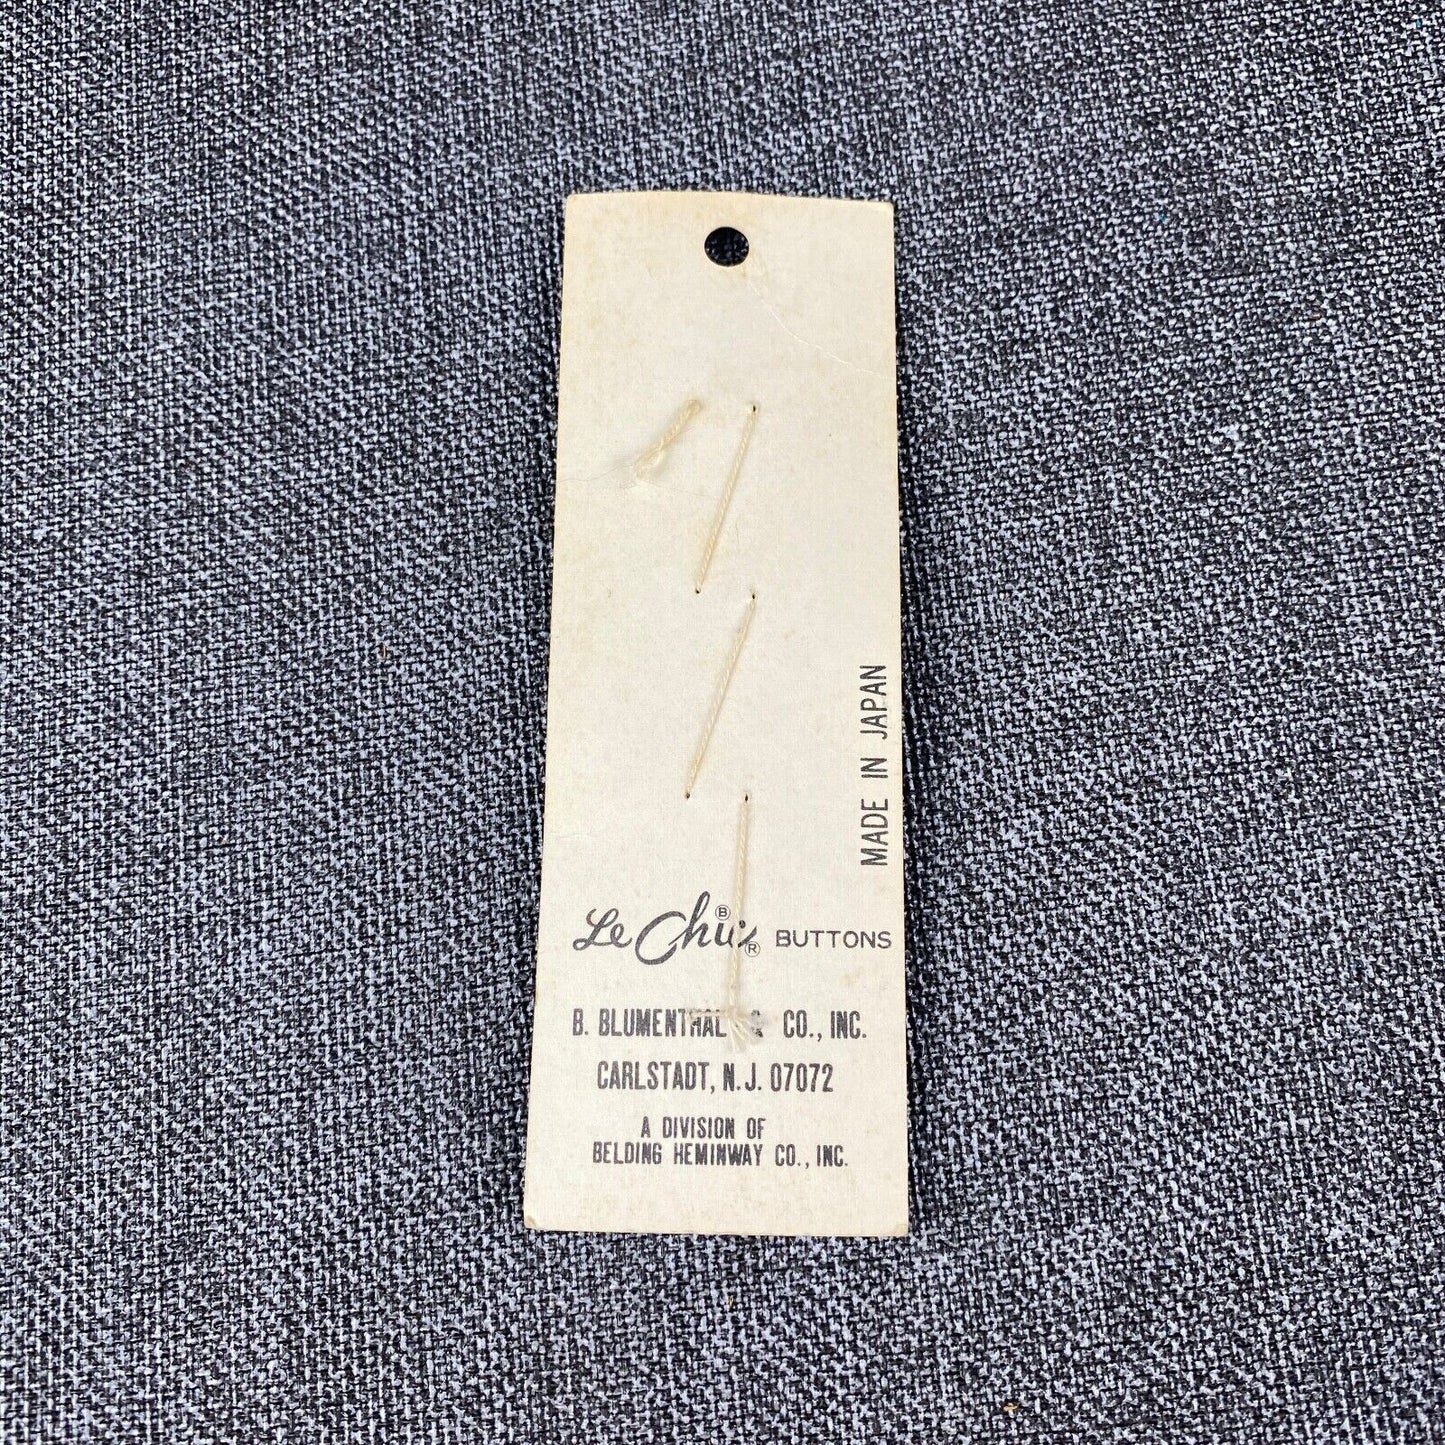 MADE IN JAPAN
Le Chic BUTTONS
B. BLUMENTHAL & CO., INC.
CARLSTADT, N.J. 07072
A DIVISION OF
BELDING HEMINWAY CO., INC.